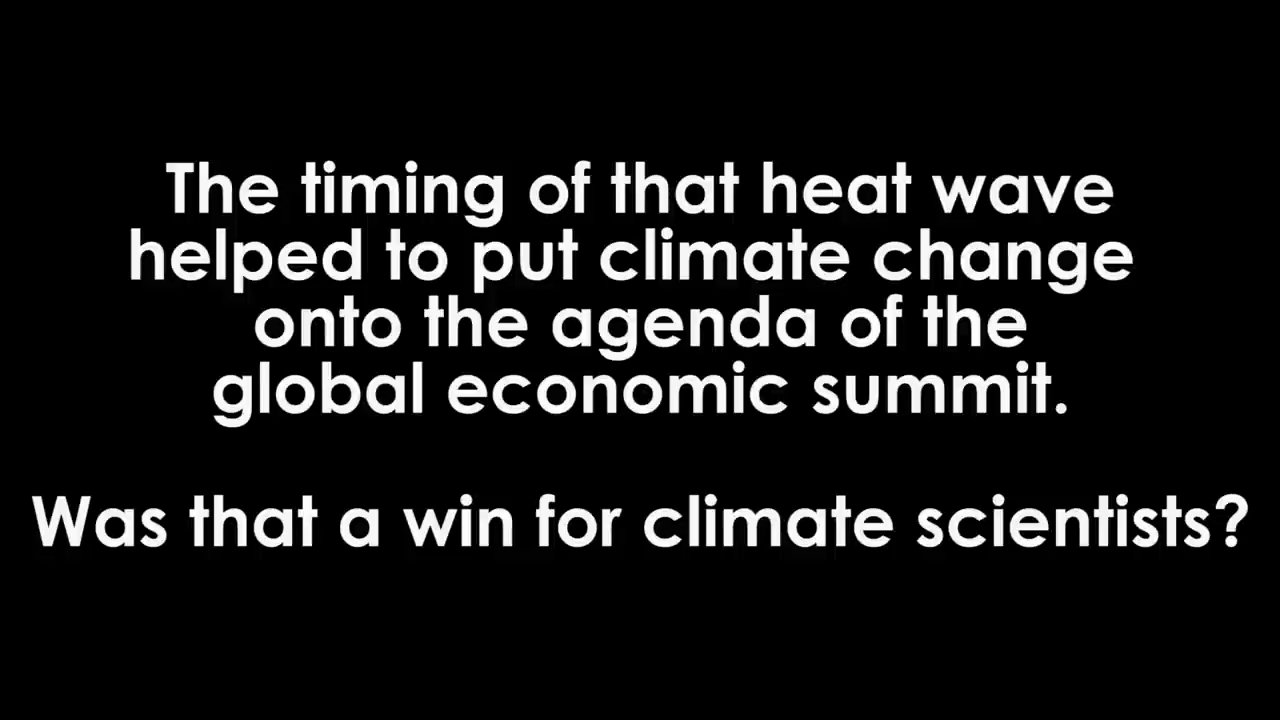 The timing of that heat wave
helped to put climate change
onto the agenda of the
global economic summit.
Was that a win for climate scientists?